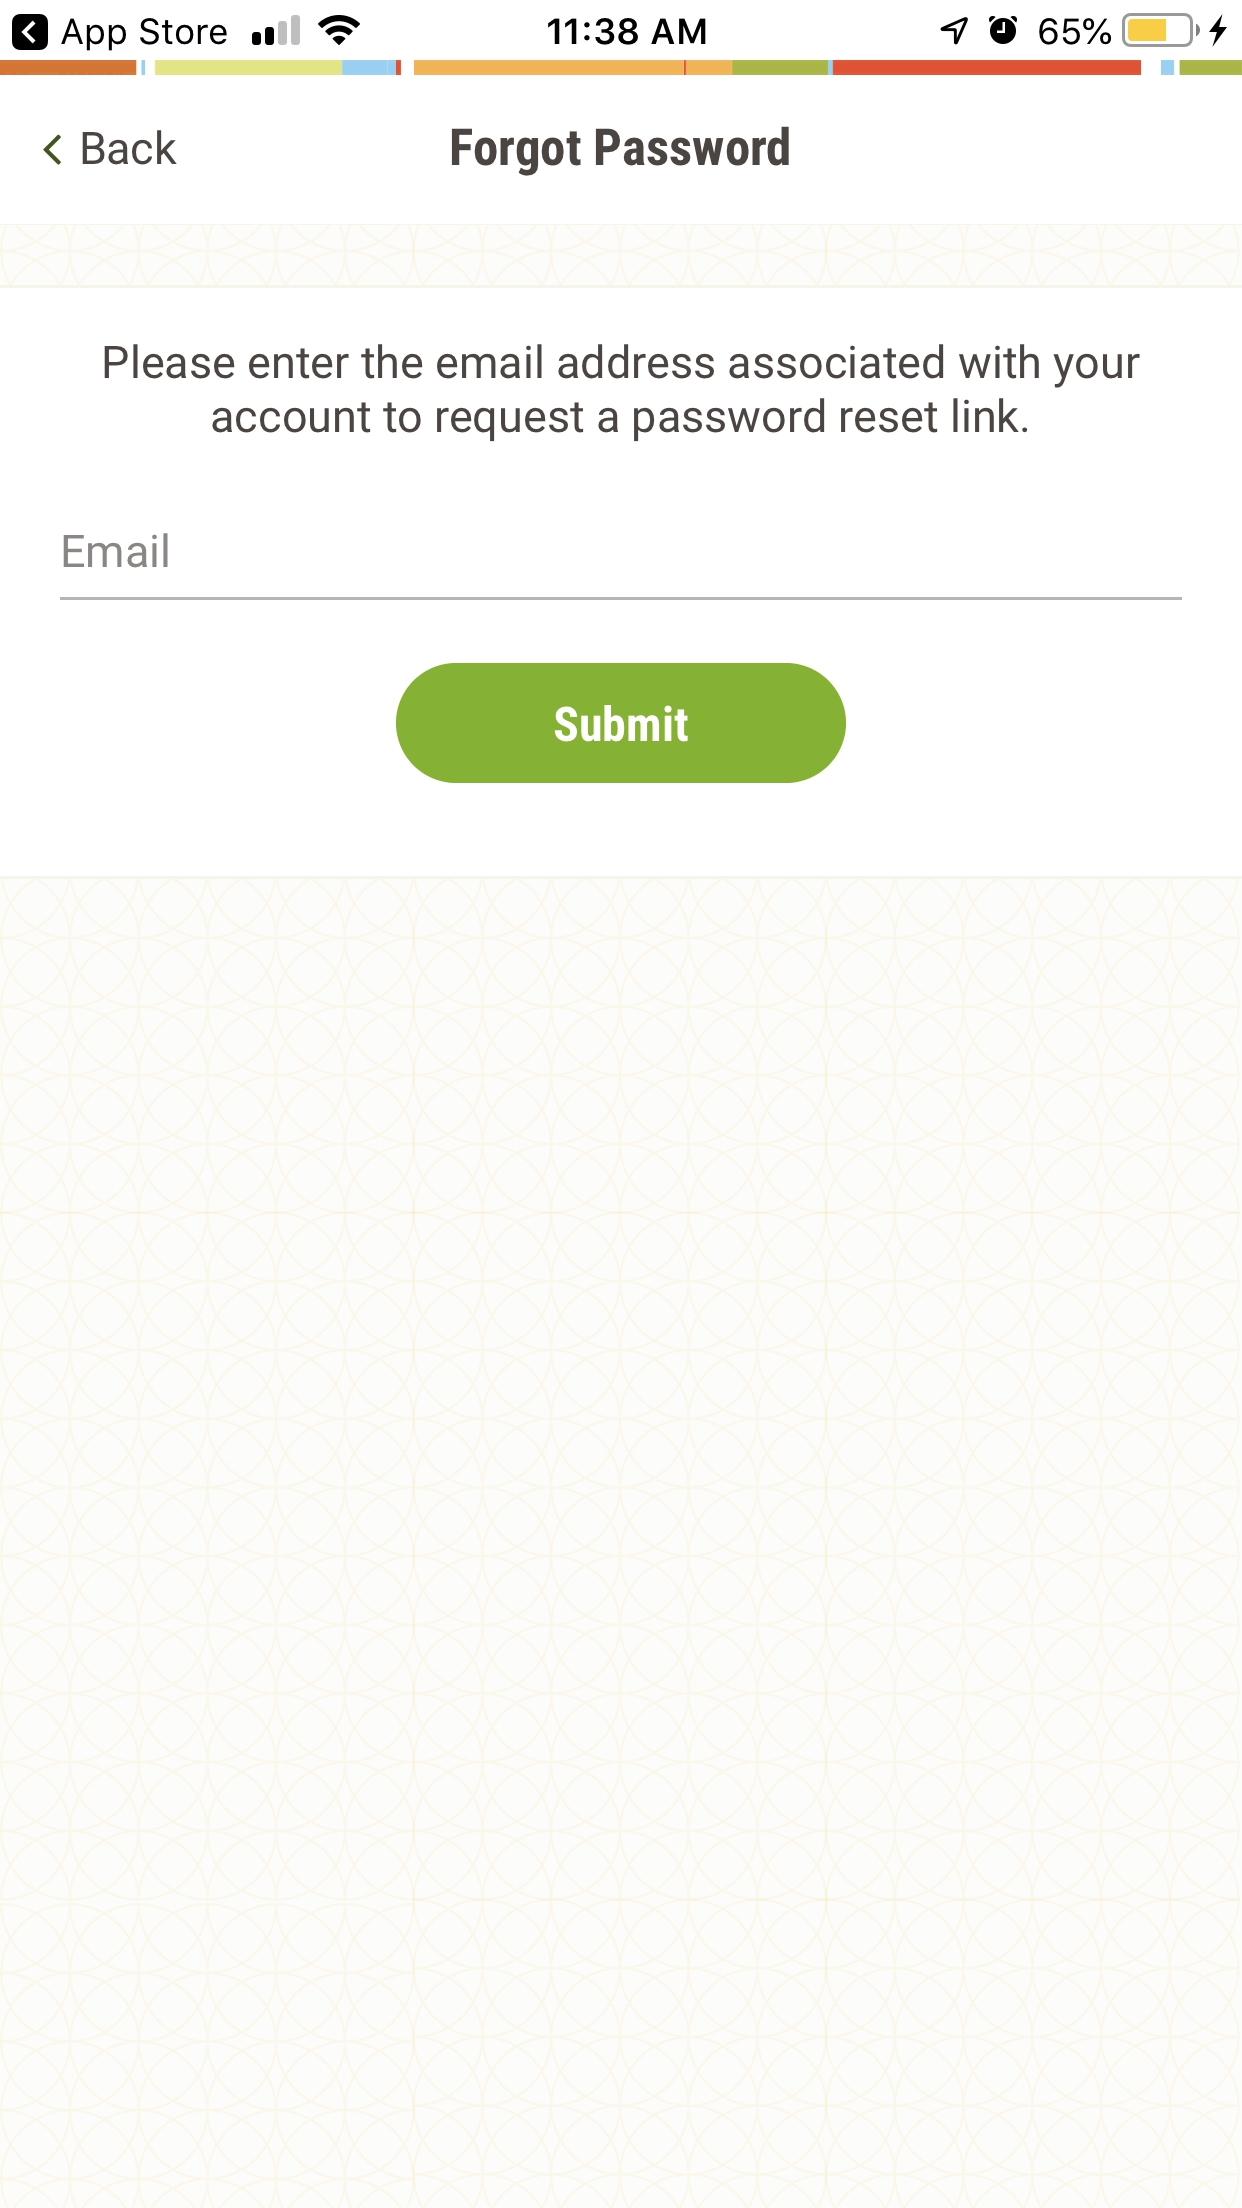 App Store 11:38 AM 65%
Back Forgot Password
Please enter the email address associated with your
account to request a password reset link.
Email
Submit